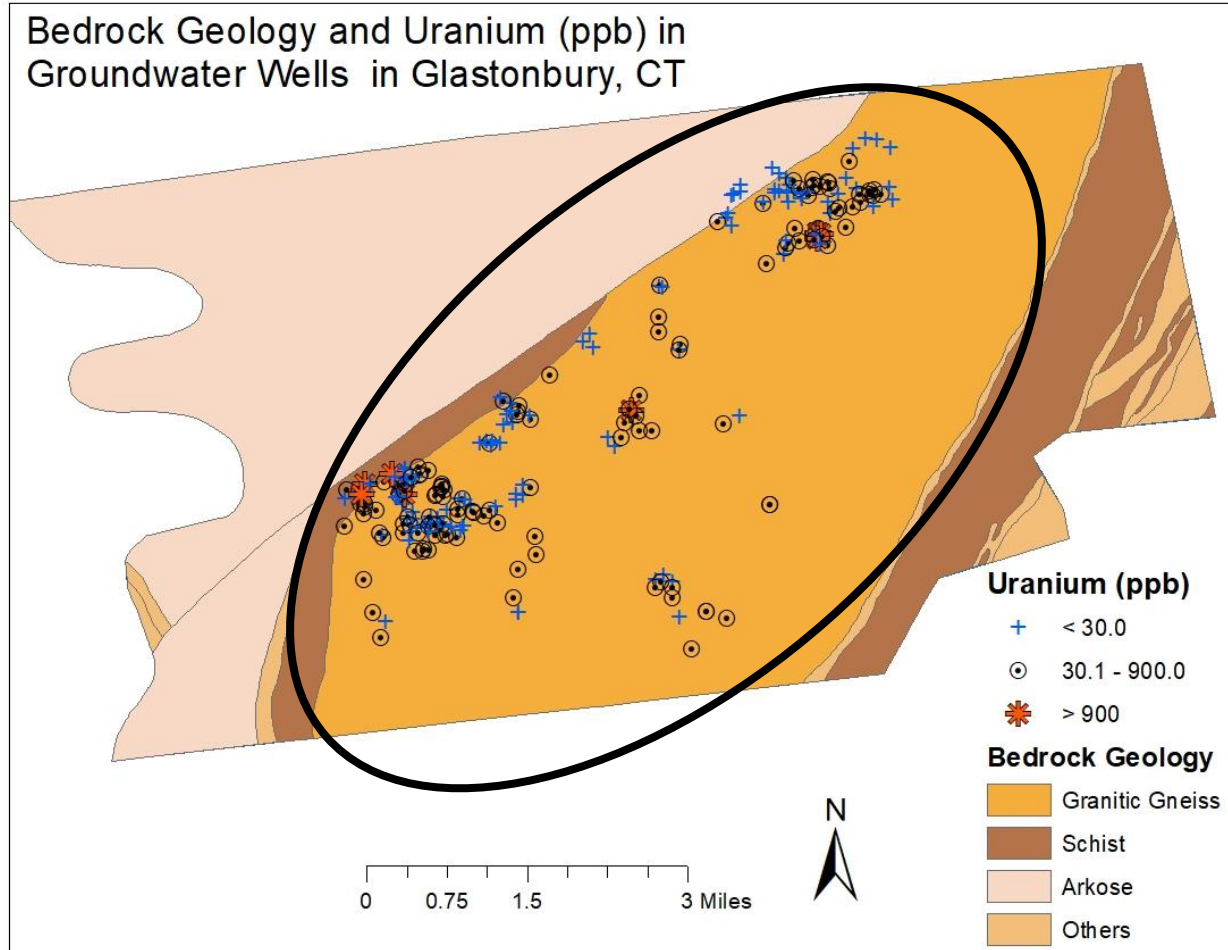 Bedrock Geology and Uranium (ppb) in
Groundwater Wells in Glastonbury, CT
Uranium (ppb)
< 30.0
30.1 - 900.0
> 900
Bedrock Geology
Granitic Gneiss
Schist
Arkose
Others
N
0 0.75 1.5 3 Miles